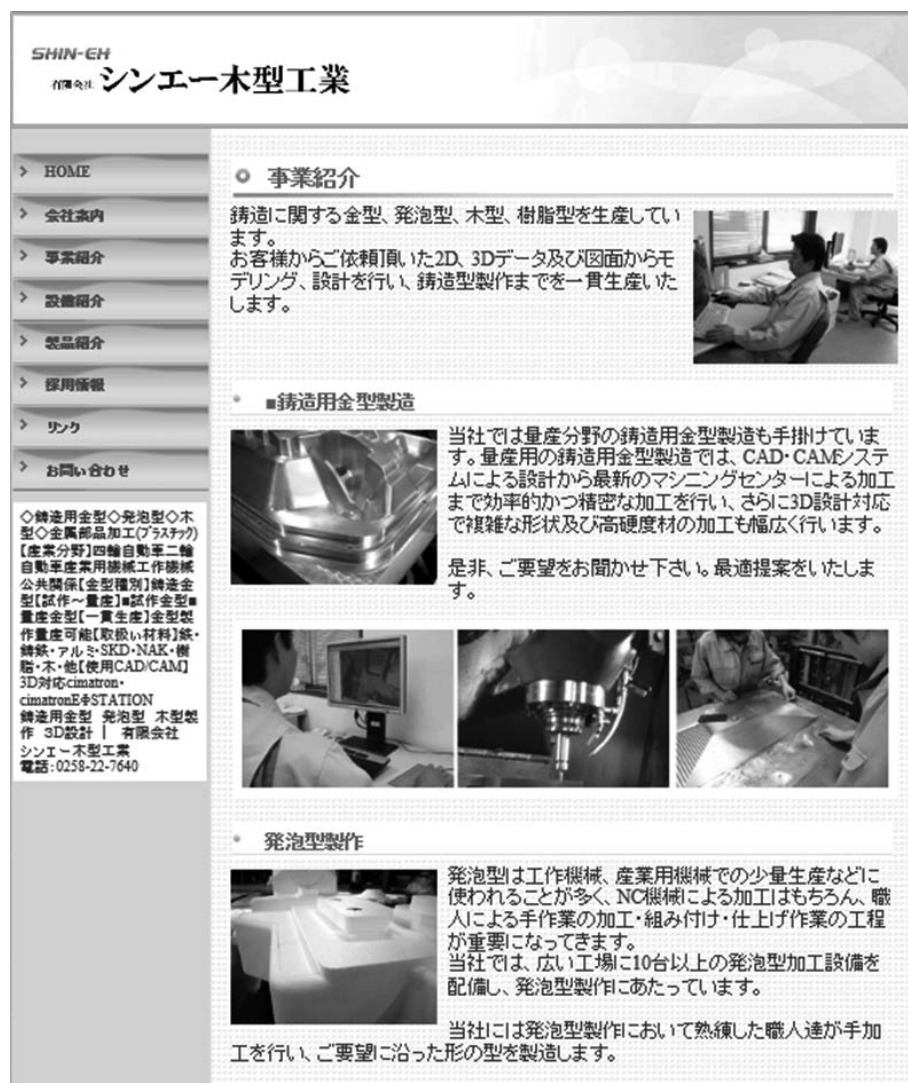 SHIN-EH
有限会社 シンエー木型工業
HOME
会社案内
事業紹介
設備紹介
製品紹介
採用情報
リンク
お問い合わせ
◇鋳造用金型◇発泡型◇木
型◇金属部品加工(プラスチック)
【産業分野】四輪自動車二輪
自動車産業用機械工作機械
公共関係【金型種別】鋳造金
型【試作~量産】■試作金型■
量産金型【一貫生産】金型製
作量産可能【取扱い材料】鉄・
鋳鉄・アルミ・SKD・NAK・樹
脂・木・他【使用CAD/CAM】
3D対応cimatron・
cimatronE
STATION
鋳造用金型 発泡型 木型製
作 3D設計 | 有限会社
シンエー木型工業
電話:0258-22-7640
事業紹介
鋳造に関する金型、発泡型、木型、樹脂型を生産してい
ます。
お客様からご依頼頂いた2D、3Dデータ及び図面からモ
デリング、設計を行い、鋳造型製作までを一貫生産いた
します。
■鋳造用金型製造
当社では量産分野の鋳造用金型製造も手掛けていま
す。量産用の鋳造用金型製造では、CAD・CAMシステ
ムによる設計から最新のマシニングセンターによる加工
まで効率的かつ精密な加工を行い、さらに3D設計対応
で複雑な形状及び高硬度材の加工も幅広く行います。
是非、ご要望をお聞かせ下さい。最適提案をいたしま
す。
発泡型製作
発泡型は工作機械、産業用機械での少量生産などに
使われることが多く、NC機械による加工はもちろん、職
人による手作業の加工・組み付け・仕上げ作業の工程
が重要になってきます。
当社では、広い工場に10台以上の発泡型加工設備を
配備し、発泡型製作にあたっています。
当社には発泡型製作において熟練した職人達が手加
工を行い、ご要望に沿った形の型を製造します。